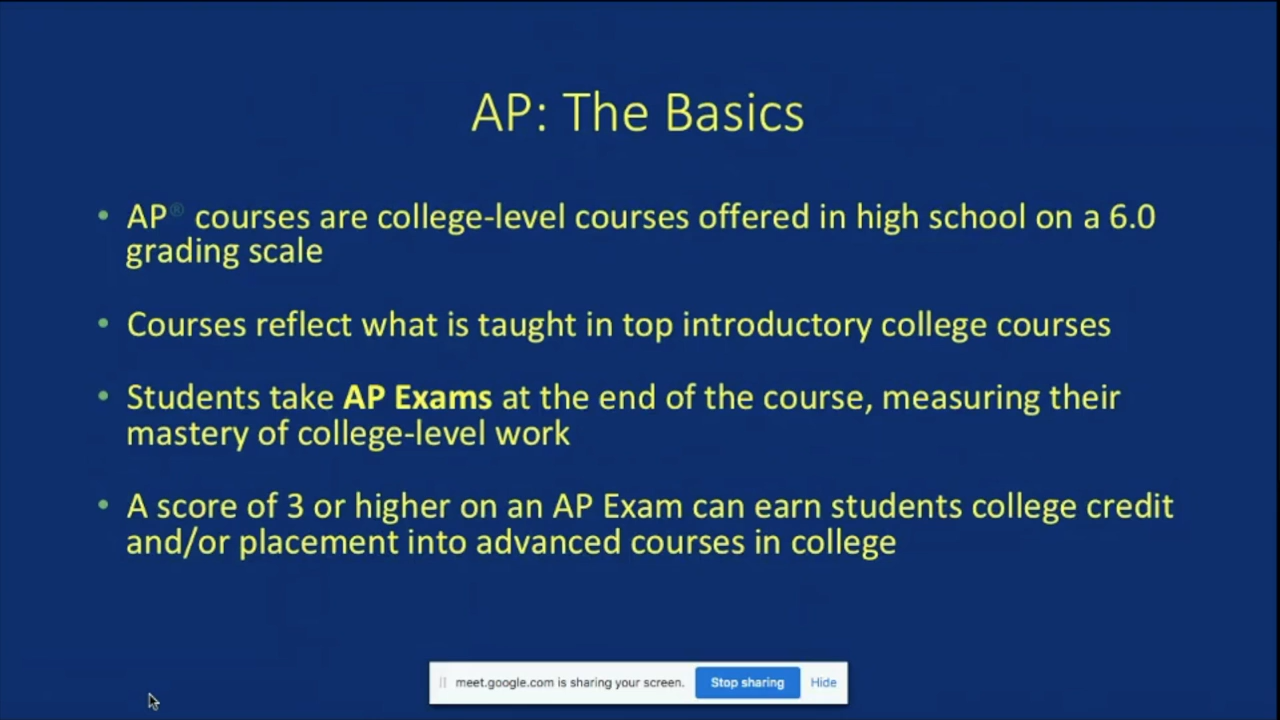 AP: The Basics
• AP® courses are college-level courses offered in high school on a 6.0
grading scale
• Courses reflect what is taught in top introductory college courses
• Students take AP Exams at the end of the course, measuring their
mastery of college-level work
• A score of 3 or higher on an AP Exam can earn students college credit
and/or placement into advanced courses in college
meet.google.com is sharing your screen. Stop sharing Hide